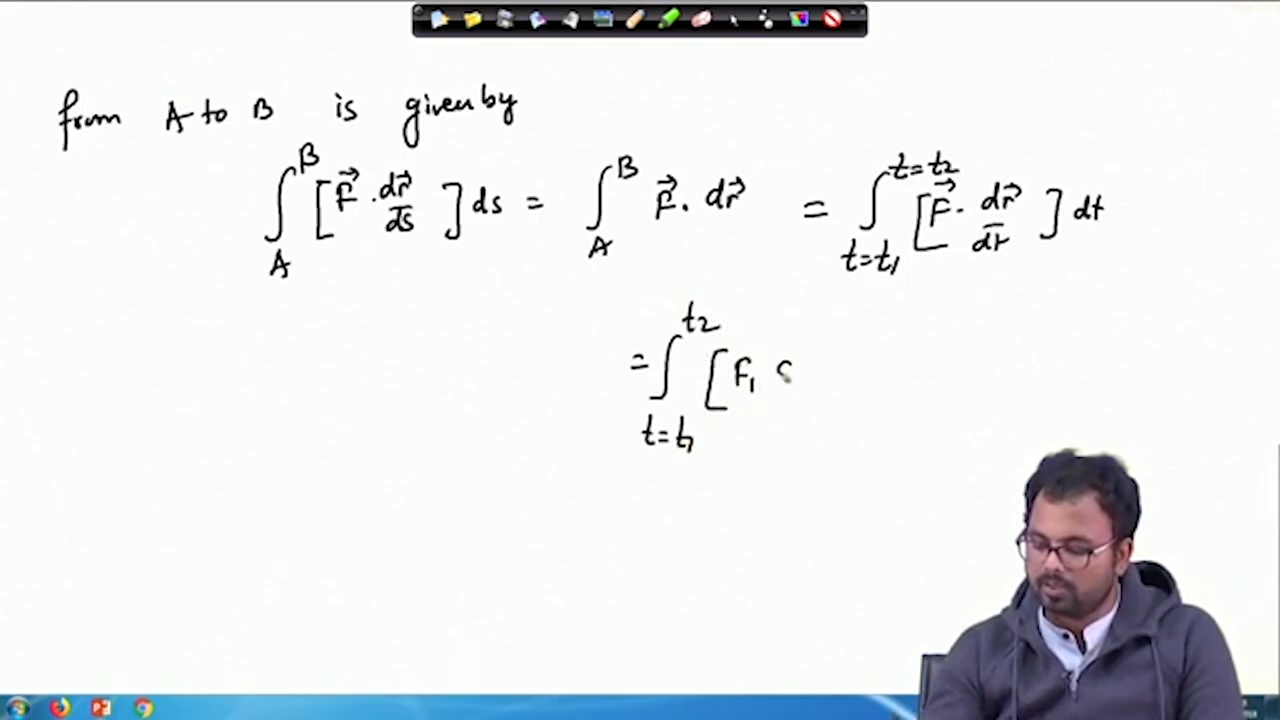 from A to B is given by
∫_A^B [F⃗ · dr⃗/ds] ds = ∫_A^B F⃗ · dr⃗ = ∫_{t=t₁}^{t=t₂} [F⃗ · dr⃗/dt] dt
= ∫_{t=t₁}^{t₂} [F₁